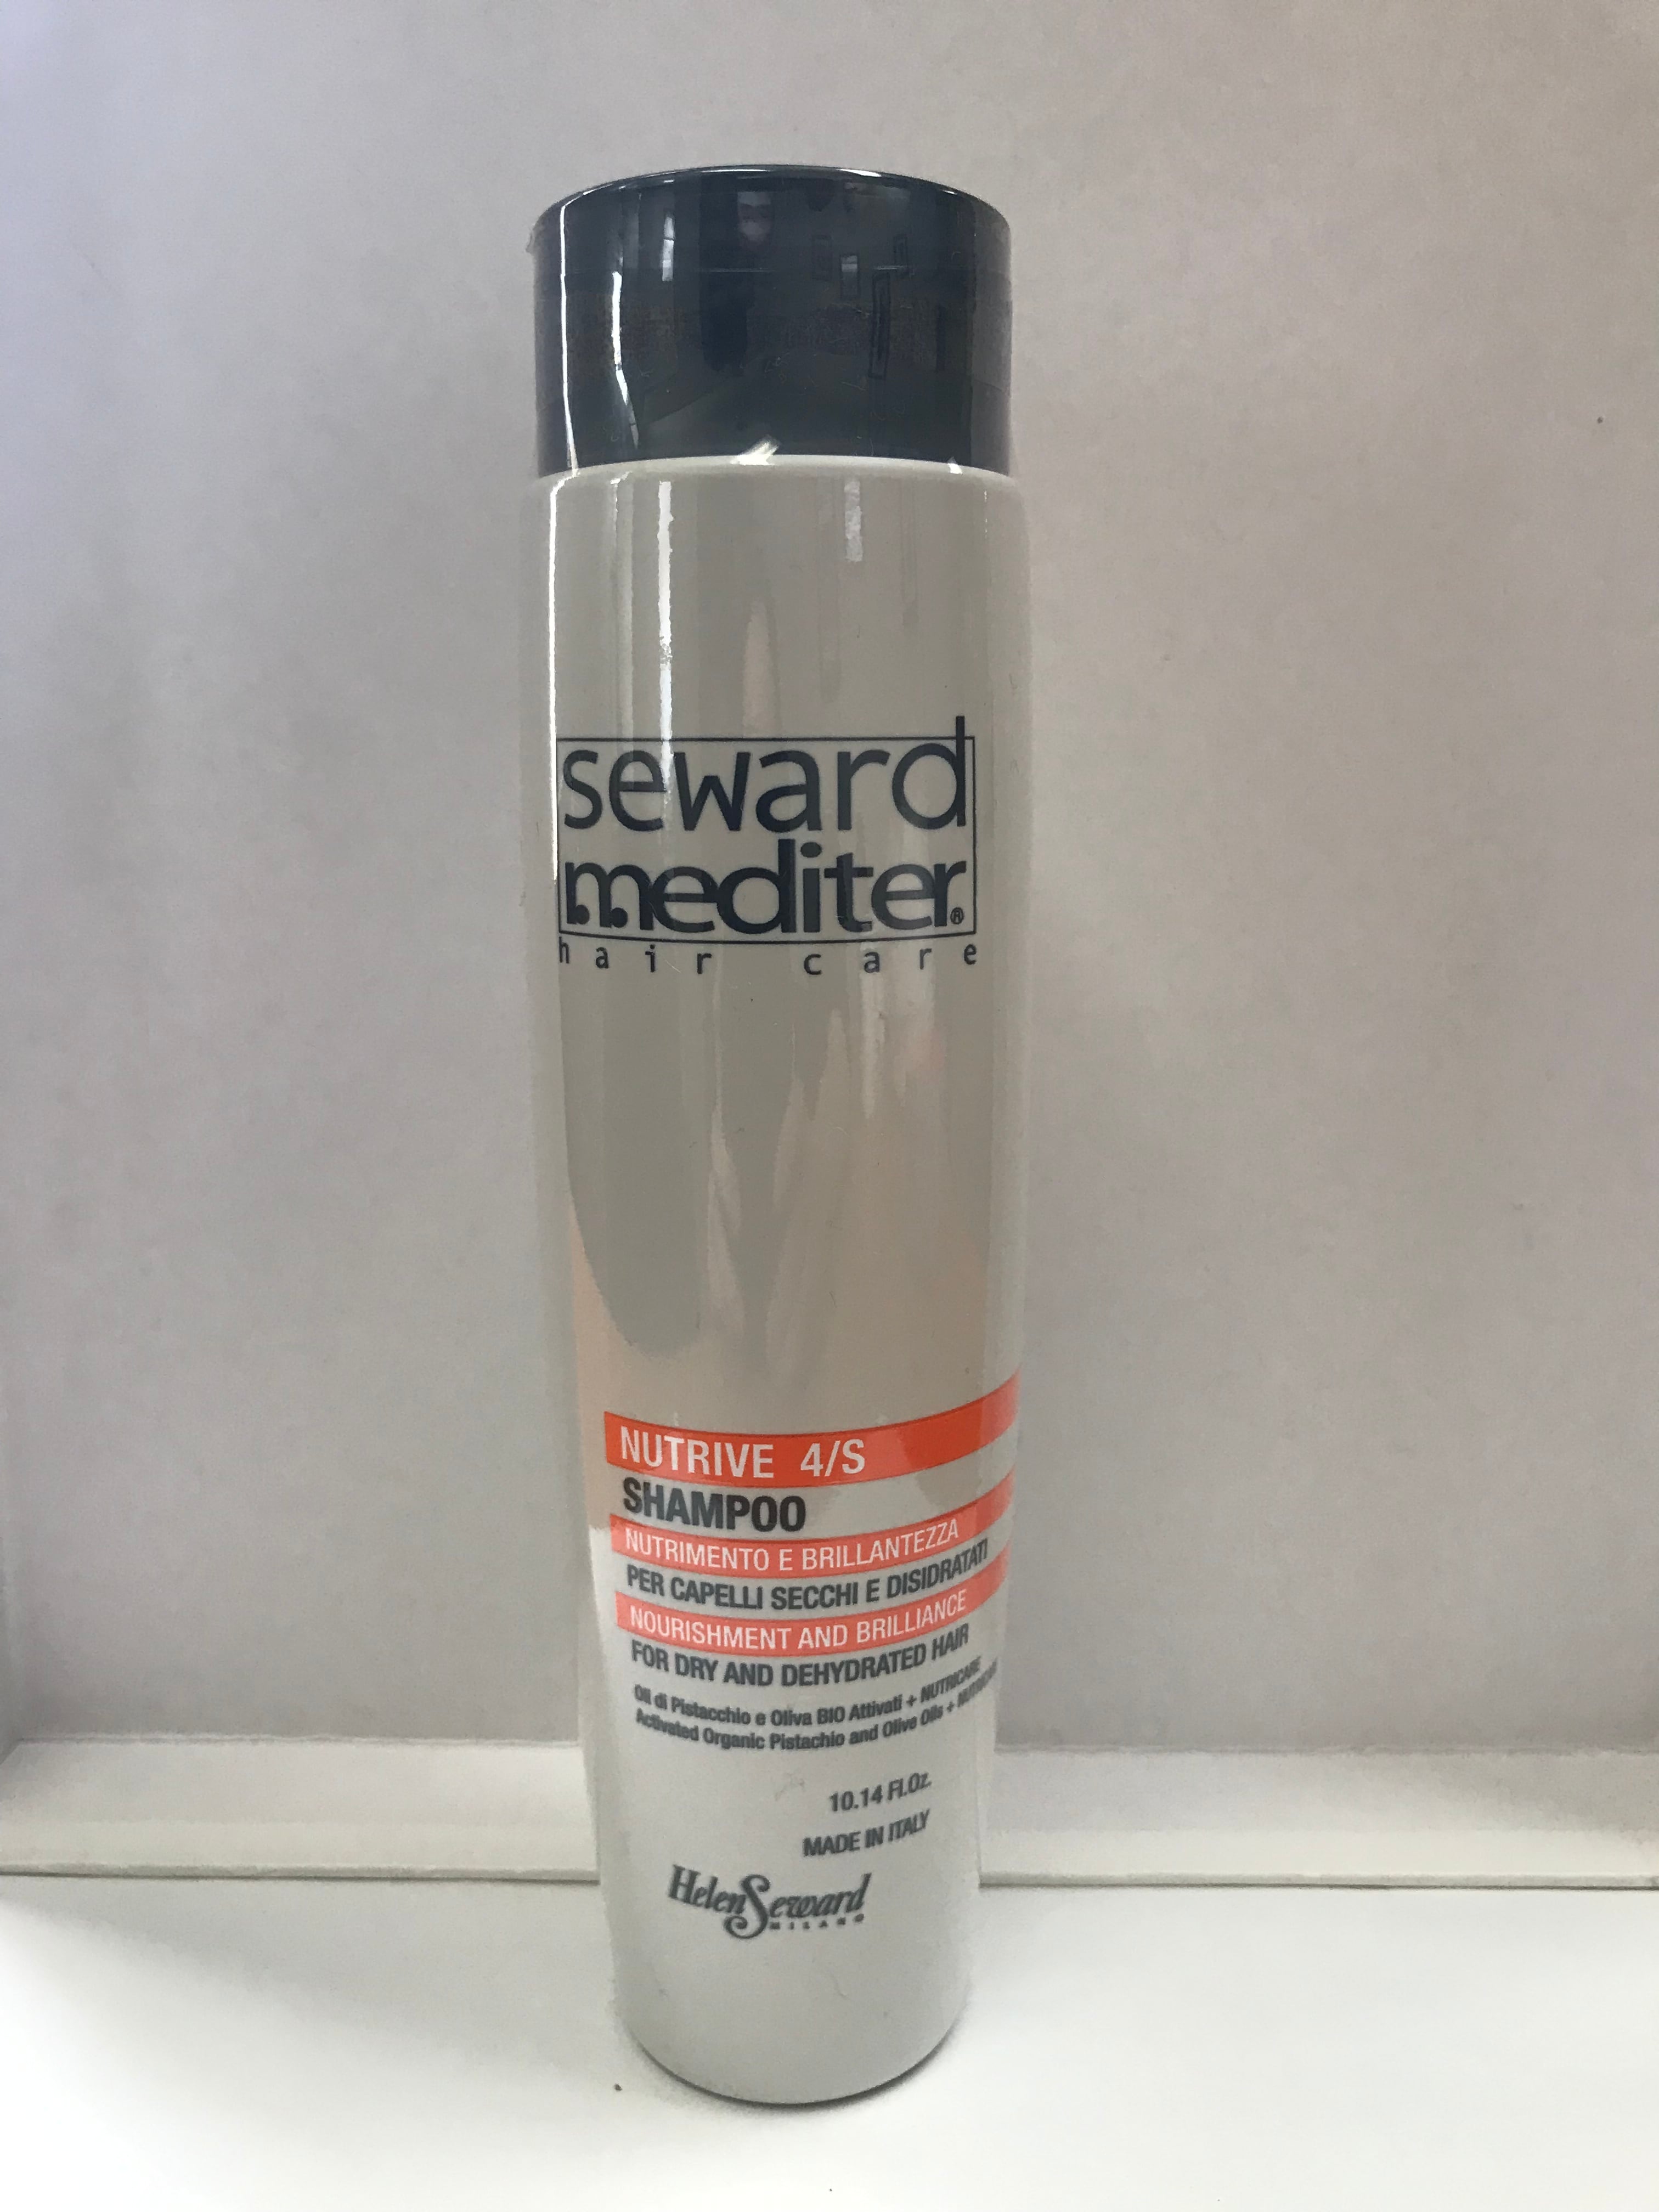 seward
mediter®
hair care
NUTRIVE 4/S
SHAMPOO
NUTRIMENTO E BRILLANTEZZA
PER CAPELLI SECCHI E DISIDRATATI
NOURISHMENT AND BRILLIANCE
FOR DRY AND DEHYDRATED HAIR
Oli di Pistacchio e Oliva BIO Attivati + NUTRICARE
Activated Organic Pistachio and Olive Oils +
10.14 Fl.Oz.
MADE IN ITALY
Helen Seward
MILANO